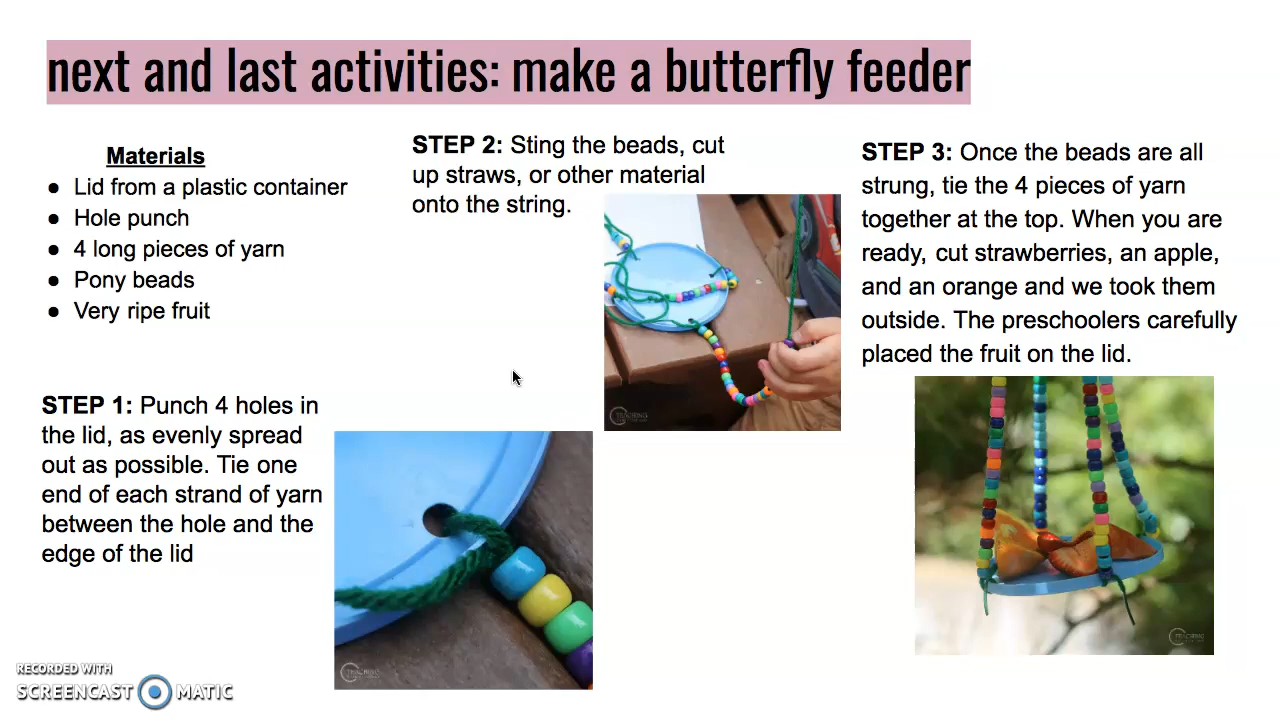 next and last activities: make a butterfly feeder
Materials
● Lid from a plastic container
● Hole punch
● 4 long pieces of yarn
● Pony beads
● Very ripe fruit
STEP 1: Punch 4 holes in
the lid, as evenly spread
out as possible. Tie one
end of each strand of yarn
between the hole and the
edge of the lid
STEP 2: Sting the beads, cut
up straws, or other material
onto the string.
STEP 3: Once the beads are all
strung, tie the 4 pieces of yarn
together at the top. When you are
ready, cut strawberries, an apple,
and an orange and we took them
outside. The preschoolers carefully
placed the fruit on the lid.
TEACHING
TEACHING
TEACHING
RECORDED WITH
SCREENCAST MATIC